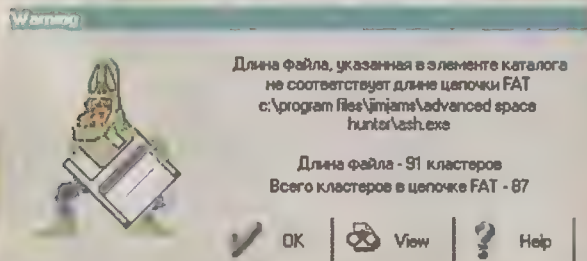 Warning
Длина файла, указанная в элементе каталога
не соответствует длине цепочки FAT
c:\program files\jimjams\advanced space
hunter\ash.exe
Длина файла - 91 кластеров
Всего кластеров в цепочке FAT - 87
OK View Help